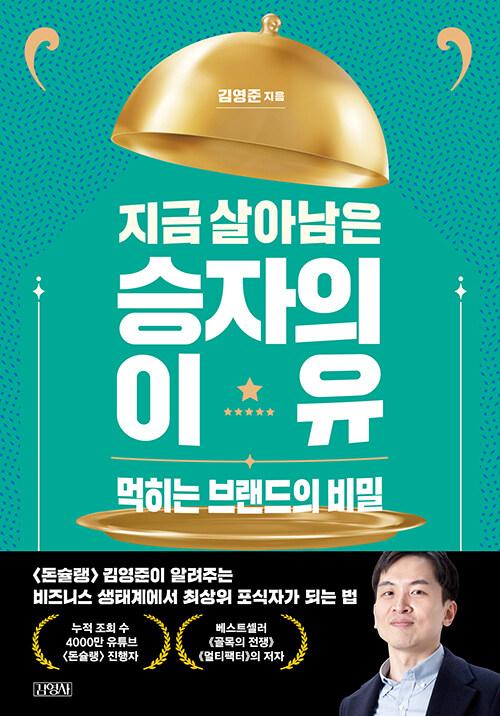 김영준 지음
지금 살아남은
승자의
이유
먹히는 브랜드의 비밀
〈돈슐랭〉 김영준이 알려주는
비즈니스 생태계에서 최상위 포식자가 되는 법
누적 조회 수
4000만 유튜브
〈돈슐랭〉 진행자
베스트셀러
《골목의 전쟁》
《멀티팩터》의 저자
김영사